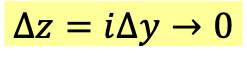 Δz = iΔy → 0